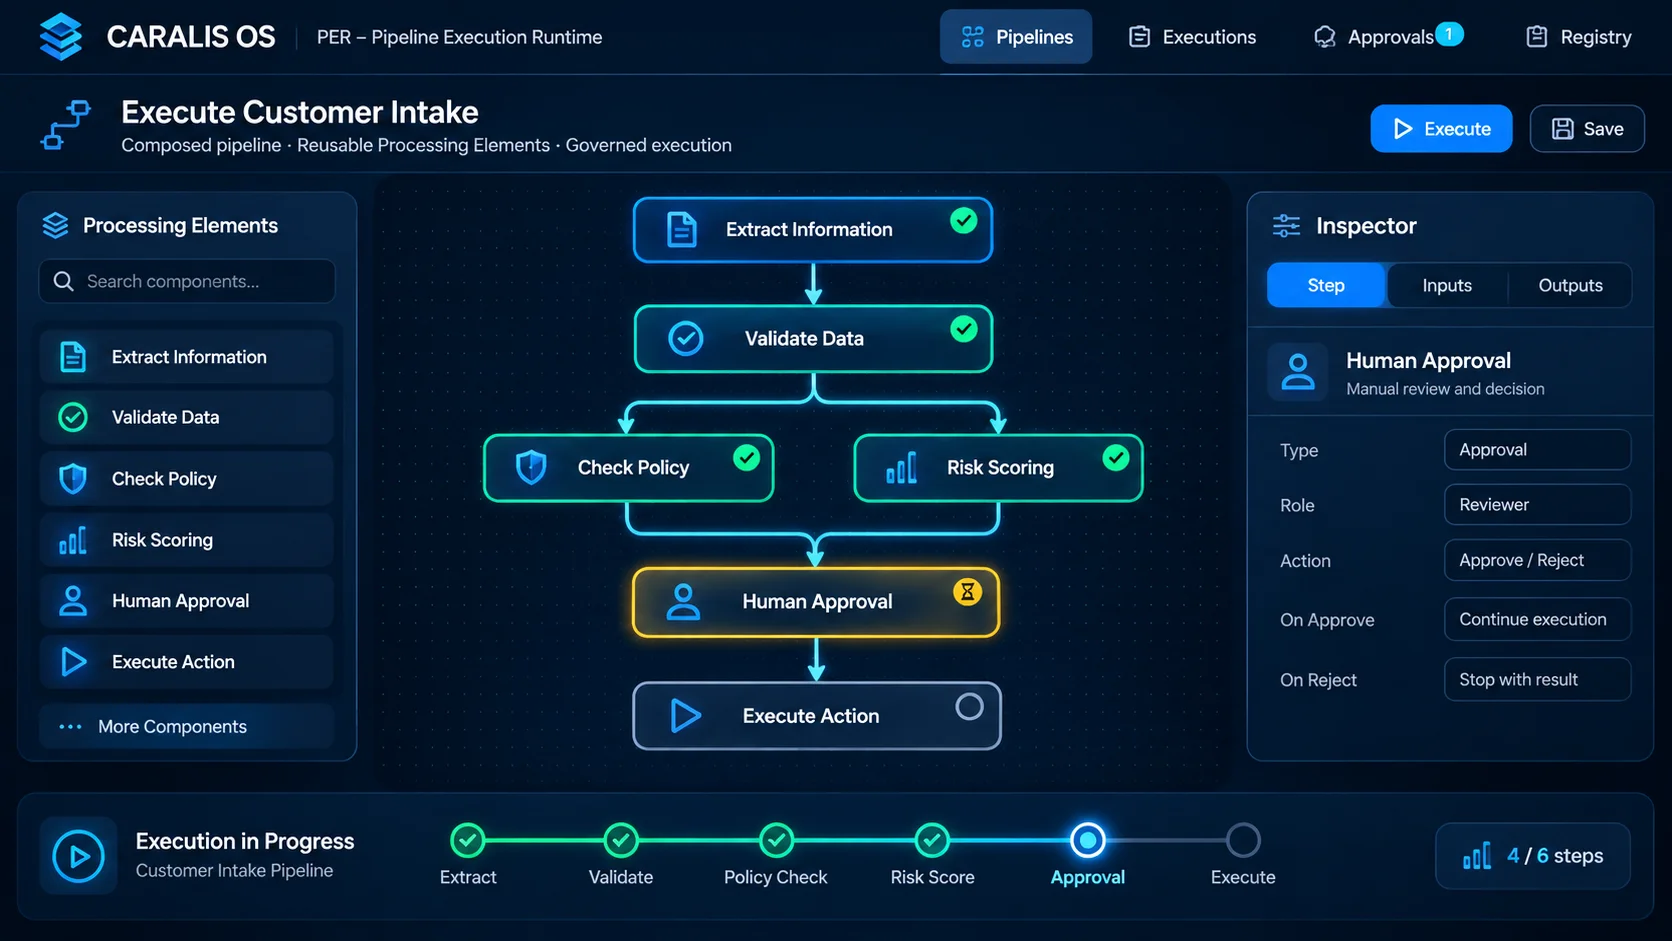 CARALIS OS
PER – Pipeline Execution Runtime
Pipelines
Executions
Approvals 1
Registry
Execute Customer Intake
Composed pipeline · Reusable Processing Elements · Governed execution
Execute
Save
Processing Elements
Search components...
Extract Information
Validate Data
Check Policy
Risk Scoring
Human Approval
Execute Action
More Components
Extract Information
Validate Data
Check Policy
Risk Scoring
Human Approval
Execute Action
Inspector
Step
Inputs
Outputs
Human Approval
Manual review and decision
Type
Approval
Role
Reviewer
Action
Approve / Reject
On Approve
Continue execution
On Reject
Stop with result
Execution in Progress
Customer Intake Pipeline
Extract
Validate
Policy Check
Risk Score
Approval
Execute
4 / 6 steps